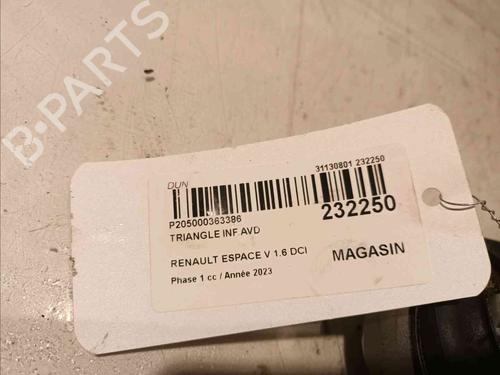 B-PARTS
DUN
31130801 232250
P205000363386
232250
TRIANGLE INF AVD
RENAULT ESPACE V 1.6 DCI
MAGASIN
Phase 1 cc / Année 2023